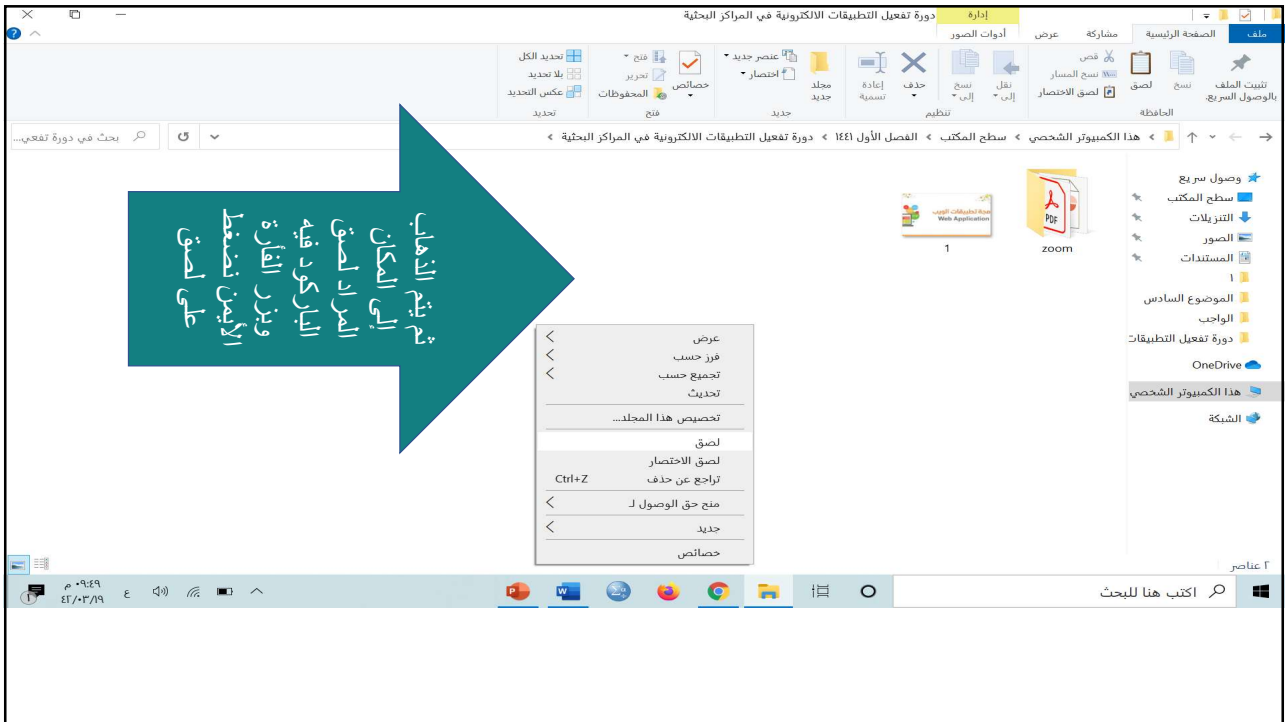 دورة تفعيل التطبيقات الالكترونية في المراكز البحثية
إدارة
ملف
الصفحة الرئيسية
مشاركة
عرض
أدوات الصور
تثبيت الملف
بالوصول السريع.
نسخ
لصق
قص
نسخ المسار
لصق الاختصار
الحافظة
نقل
إلى
نسخ
إلى
حذف
إعادة
تسمية
تنظيم
مجلد
جديد
عنصر جديد
اختصار
جديد
خصائص
فتح
تحرير
المحفوظات
فتح
تحديد الكل
بلا تحديد
عكس التحديد
تحديد
هذا الكمبيوتر الشخصي
سطح المكتب
الفصل الأول ١٤٤١
دورة تفعيل التطبيقات الالكترونية في المراكز البحثية
بحث في دورة تفعي...
وصول سريع
سطح المكتب
التنزيلات
الصور
المستندات
١
الموضوع السادس
الواجب
دورة تفعيل التطبيقات
OneDrive
هذا الكمبيوتر الشخصي
الشبكة
PDF
zoom
تطبيقات الويب
Web Application
1
ثم يتم الذهاب
إلى المكان
المراد لصق
الباركود فيه
وبزر الفأرة
الأيمن نضغط
على لصق
عرض
فرز حسب
تجميع حسب
تحديث
تخصيص هذا المجلد...
لصق
لصق الاختصار
تراجع عن حذف Ctrl+Z
منح حق الوصول لـ
جديد
خصائص
٢ عناصر
اكتب هنا للبحث
ع
٠٩:٤٩ م
٤٢/٠٣/١٩